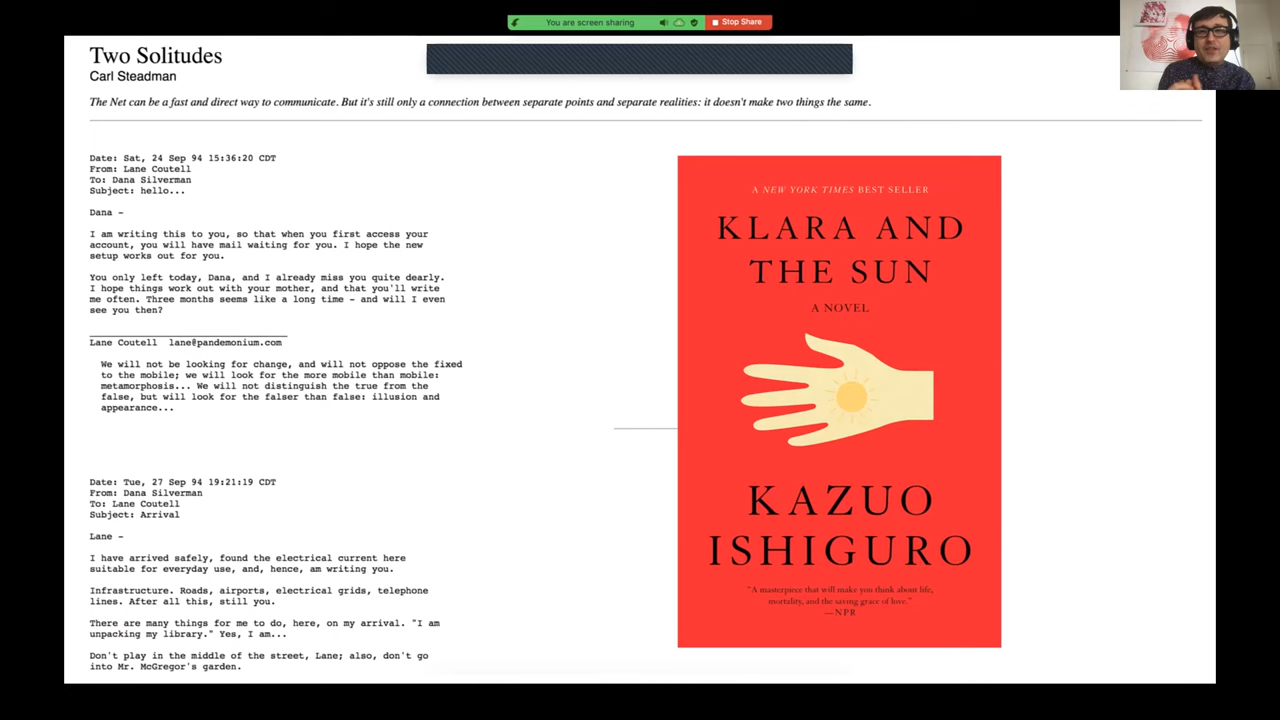 You are screen sharing
Stop Share
Two Solitudes
Carl Steadman
The Net can be a fast and direct way to communicate. But it's still only a connection between separate points and separate realities: it doesn't make two things the same.
Date: Sat, 24 Sep 94 15:36:20 CDT
From: Lane Coutell
To: Dana Silverman
Subject: hello...
Dana -
I am writing this to you, so that when you first access your
account, you will have mail waiting for you. I hope the new
setup works out for you.
You only left today, Dana, and I already miss you quite dearly.
I hope things work out with your mother, and that you'll write
me often. Three months seems like a long time - and will I even
see you then?
Lane Coutell  lane@pandemonium.com
We will not be looking for change, and will not oppose the fixed
to the mobile; we will look for the more mobile than mobile:
metamorphosis... We will not distinguish the true from the
false, but will look for the falser than false: illusion and
appearance...
Date: Tue, 27 Sep 94 19:21:19 CDT
From: Dana Silverman
To: Lane Coutell
Subject: Arrival
Lane -
I have arrived safely, found the electrical current here
suitable for everyday use, and, hence, am writing you.
Infrastructure. Roads, airports, electrical grids, telephone
lines. After all this, still you.
There are many things for me to do, here, on my arrival. "I am
unpacking my library." Yes, I am...
Don't play in the middle of the street, Lane; also, don't go
into Mr. McGregor's garden.
A NEW YORK TIMES BEST SELLER
KLARA AND
THE SUN
A NOVEL
KAZUO
ISHIGURO
"A masterpiece that will make you think about life,
mortality, and the saving grace of love."
—NPR